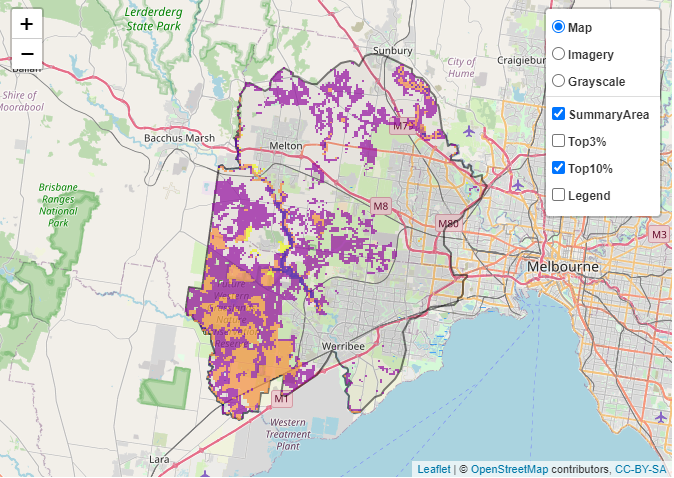 +
−
Lerderderg
State Park
Sunbury
City of
Hume
Craigiebur
Map
Imagery
Grayscale
SummaryArea
Top3%
Top10%
Legend
Shire of
Moorabool
Bacchus Marsh
Melton
M79
Brisbane
Ranges
National
Park
M8
M80
M3
Melbourne
Werribee
M1
Western
Treatment
Plant
Lara
Leaflet | © OpenStreetMap contributors, CC-BY-SA